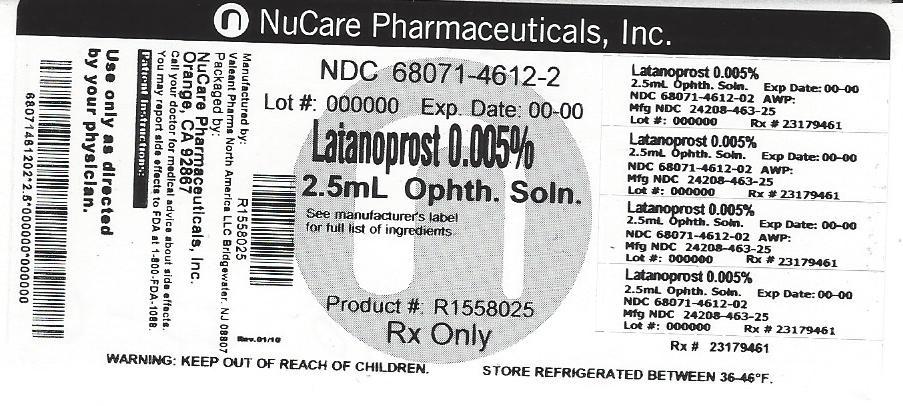 n NuCare Pharmaceuticals, Inc.
68071461202*2.5*000000*000000
Use only as directed
by your physician.
Patient Instructions:
You may report side effects to FDA at 1-800-FDA-1088.
Call your doctor for medical advice about side effects.
Orange, CA 92867
NuCare Pharmaceuticals, Inc.
Packaged by:
Valeant Pharms North America LLC Bridgewater, NJ 08807
Manufactured by:
R1558025
Rev.01/10
NDC 68071-4612-2
Lot #: 000000 Exp. Date: 00-00
Latanoprost 0.005%
2.5mL Ophth. Soln.
See manufacturer's label
for full list of ingredients
Product #: R1558025
Rx Only
Latanoprost 0.005%
2.5mL Ophth. Soln. Exp Date: 00-00
NDC 68071-4612-02 AWP:
Mfg NDC 24208-463-25
Lot #: 000000 Rx # 23179461
Latanoprost 0.005%
2.5mL Ophth. Soln. Exp Date: 00-00
NDC 68071-4612-02 AWP:
Mfg NDC 24208-463-25
Lot #: 000000 Rx # 23179461
Latanoprost 0.005%
2.5mL Ophth. Soln. Exp Date: 00-00
NDC 68071-4612-02 AWP:
Mfg NDC 24208-463-25
Lot #: 000000 Rx # 23179461
Latanoprost 0.005%
2.5mL Ophth. Soln. Exp Date: 00-00
NDC 68071-4612-02
Mfg NDC 24208-463-25
Lot #: 000000 Rx # 23179461
Rx # 23179461
WARNING: KEEP OUT OF REACH OF CHILDREN.
STORE REFRIGERATED BETWEEN 36-46°F.